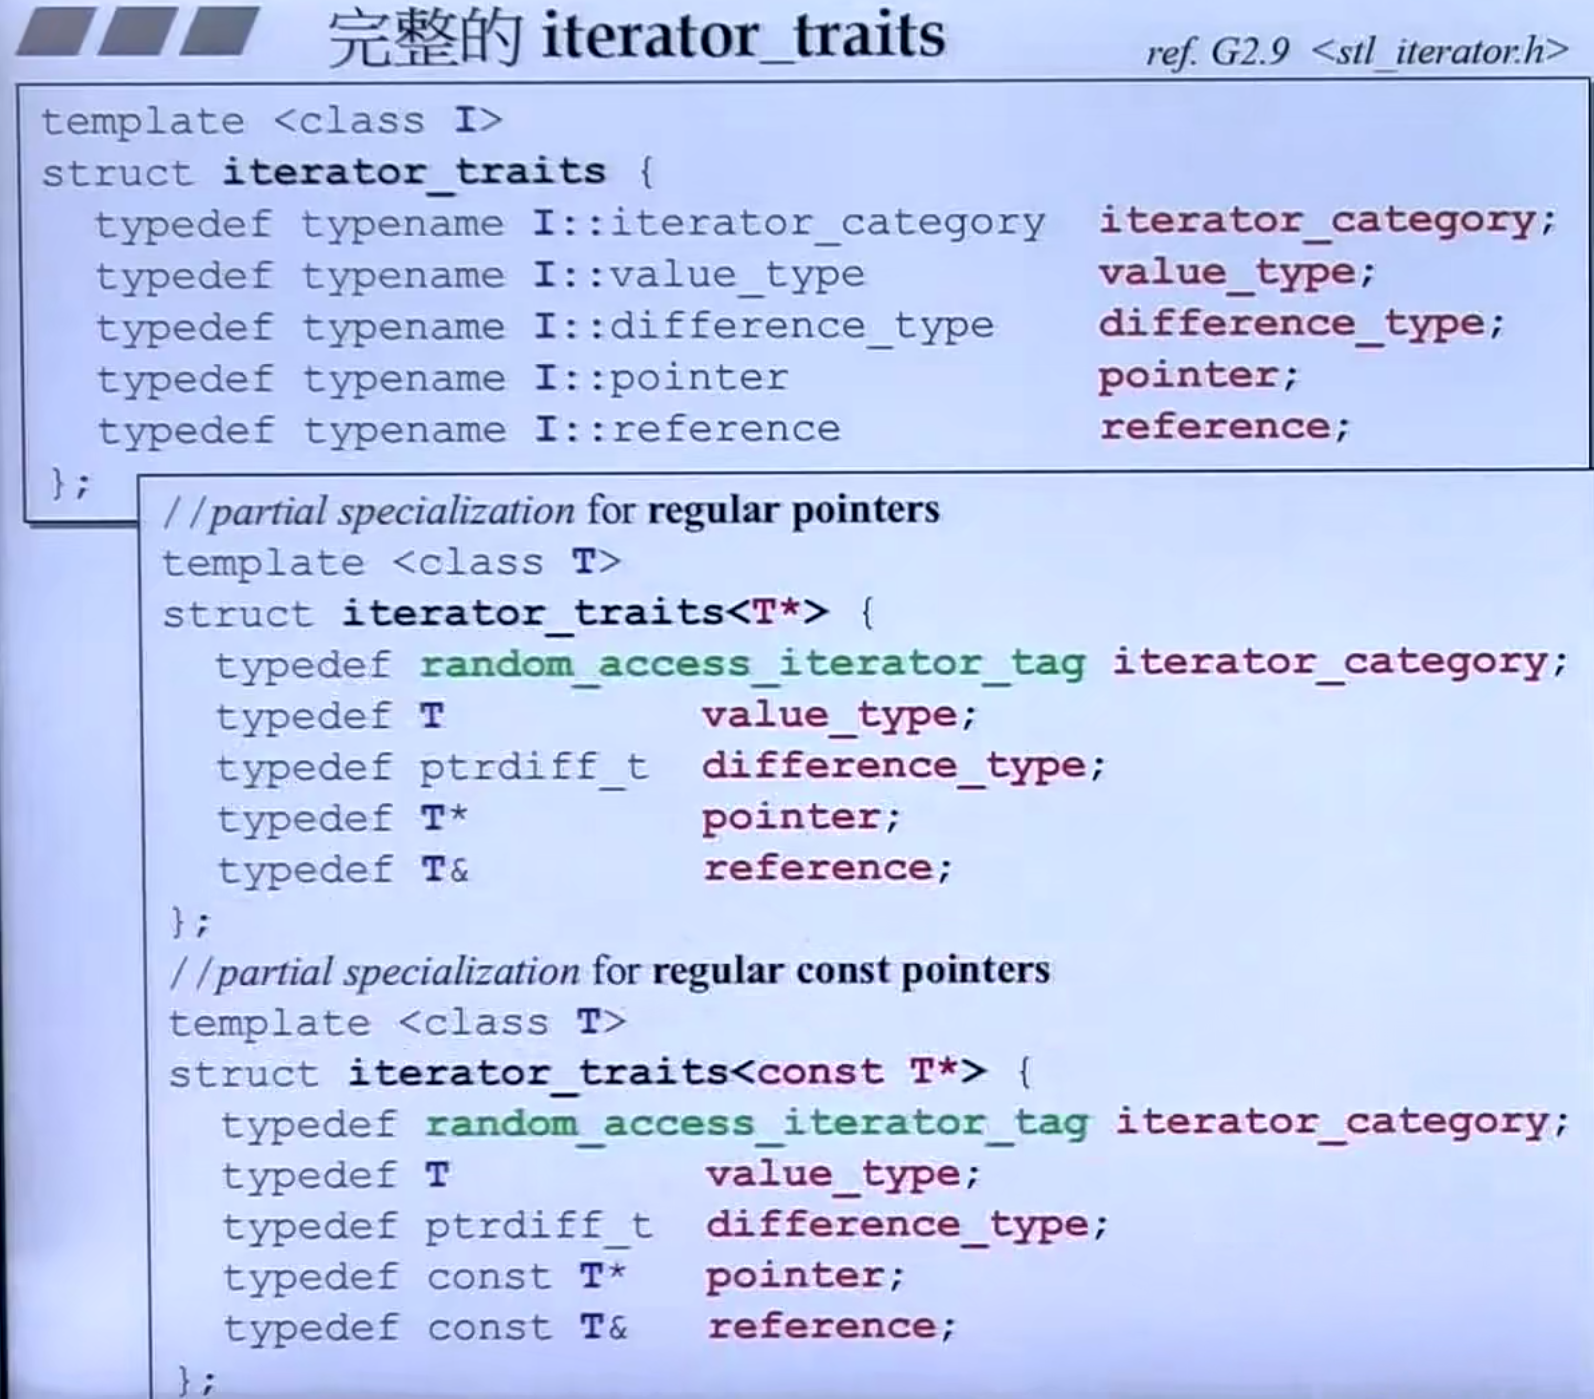 完整的 iterator_traits
ref. G2.9 <stl_iterator.h>
template <class I>
struct iterator_traits {
typedef typename I::iterator_category iterator_category;
typedef typename I::value_type value_type;
typedef typename I::difference_type difference_type;
typedef typename I::pointer pointer;
typedef typename I::reference reference;
};
//partial specialization for regular pointers
template <class T>
struct iterator_traits<T*> {
typedef random_access_iterator_tag iterator_category;
typedef T value_type;
typedef ptrdiff_t difference_type;
typedef T* pointer;
typedef T& reference;
};
//partial specialization for regular const pointers
template <class T>
struct iterator_traits<const T*> {
typedef random_access_iterator_tag iterator_category;
typedef T value_type;
typedef ptrdiff_t difference_type;
typedef const T* pointer;
typedef const T& reference;
};